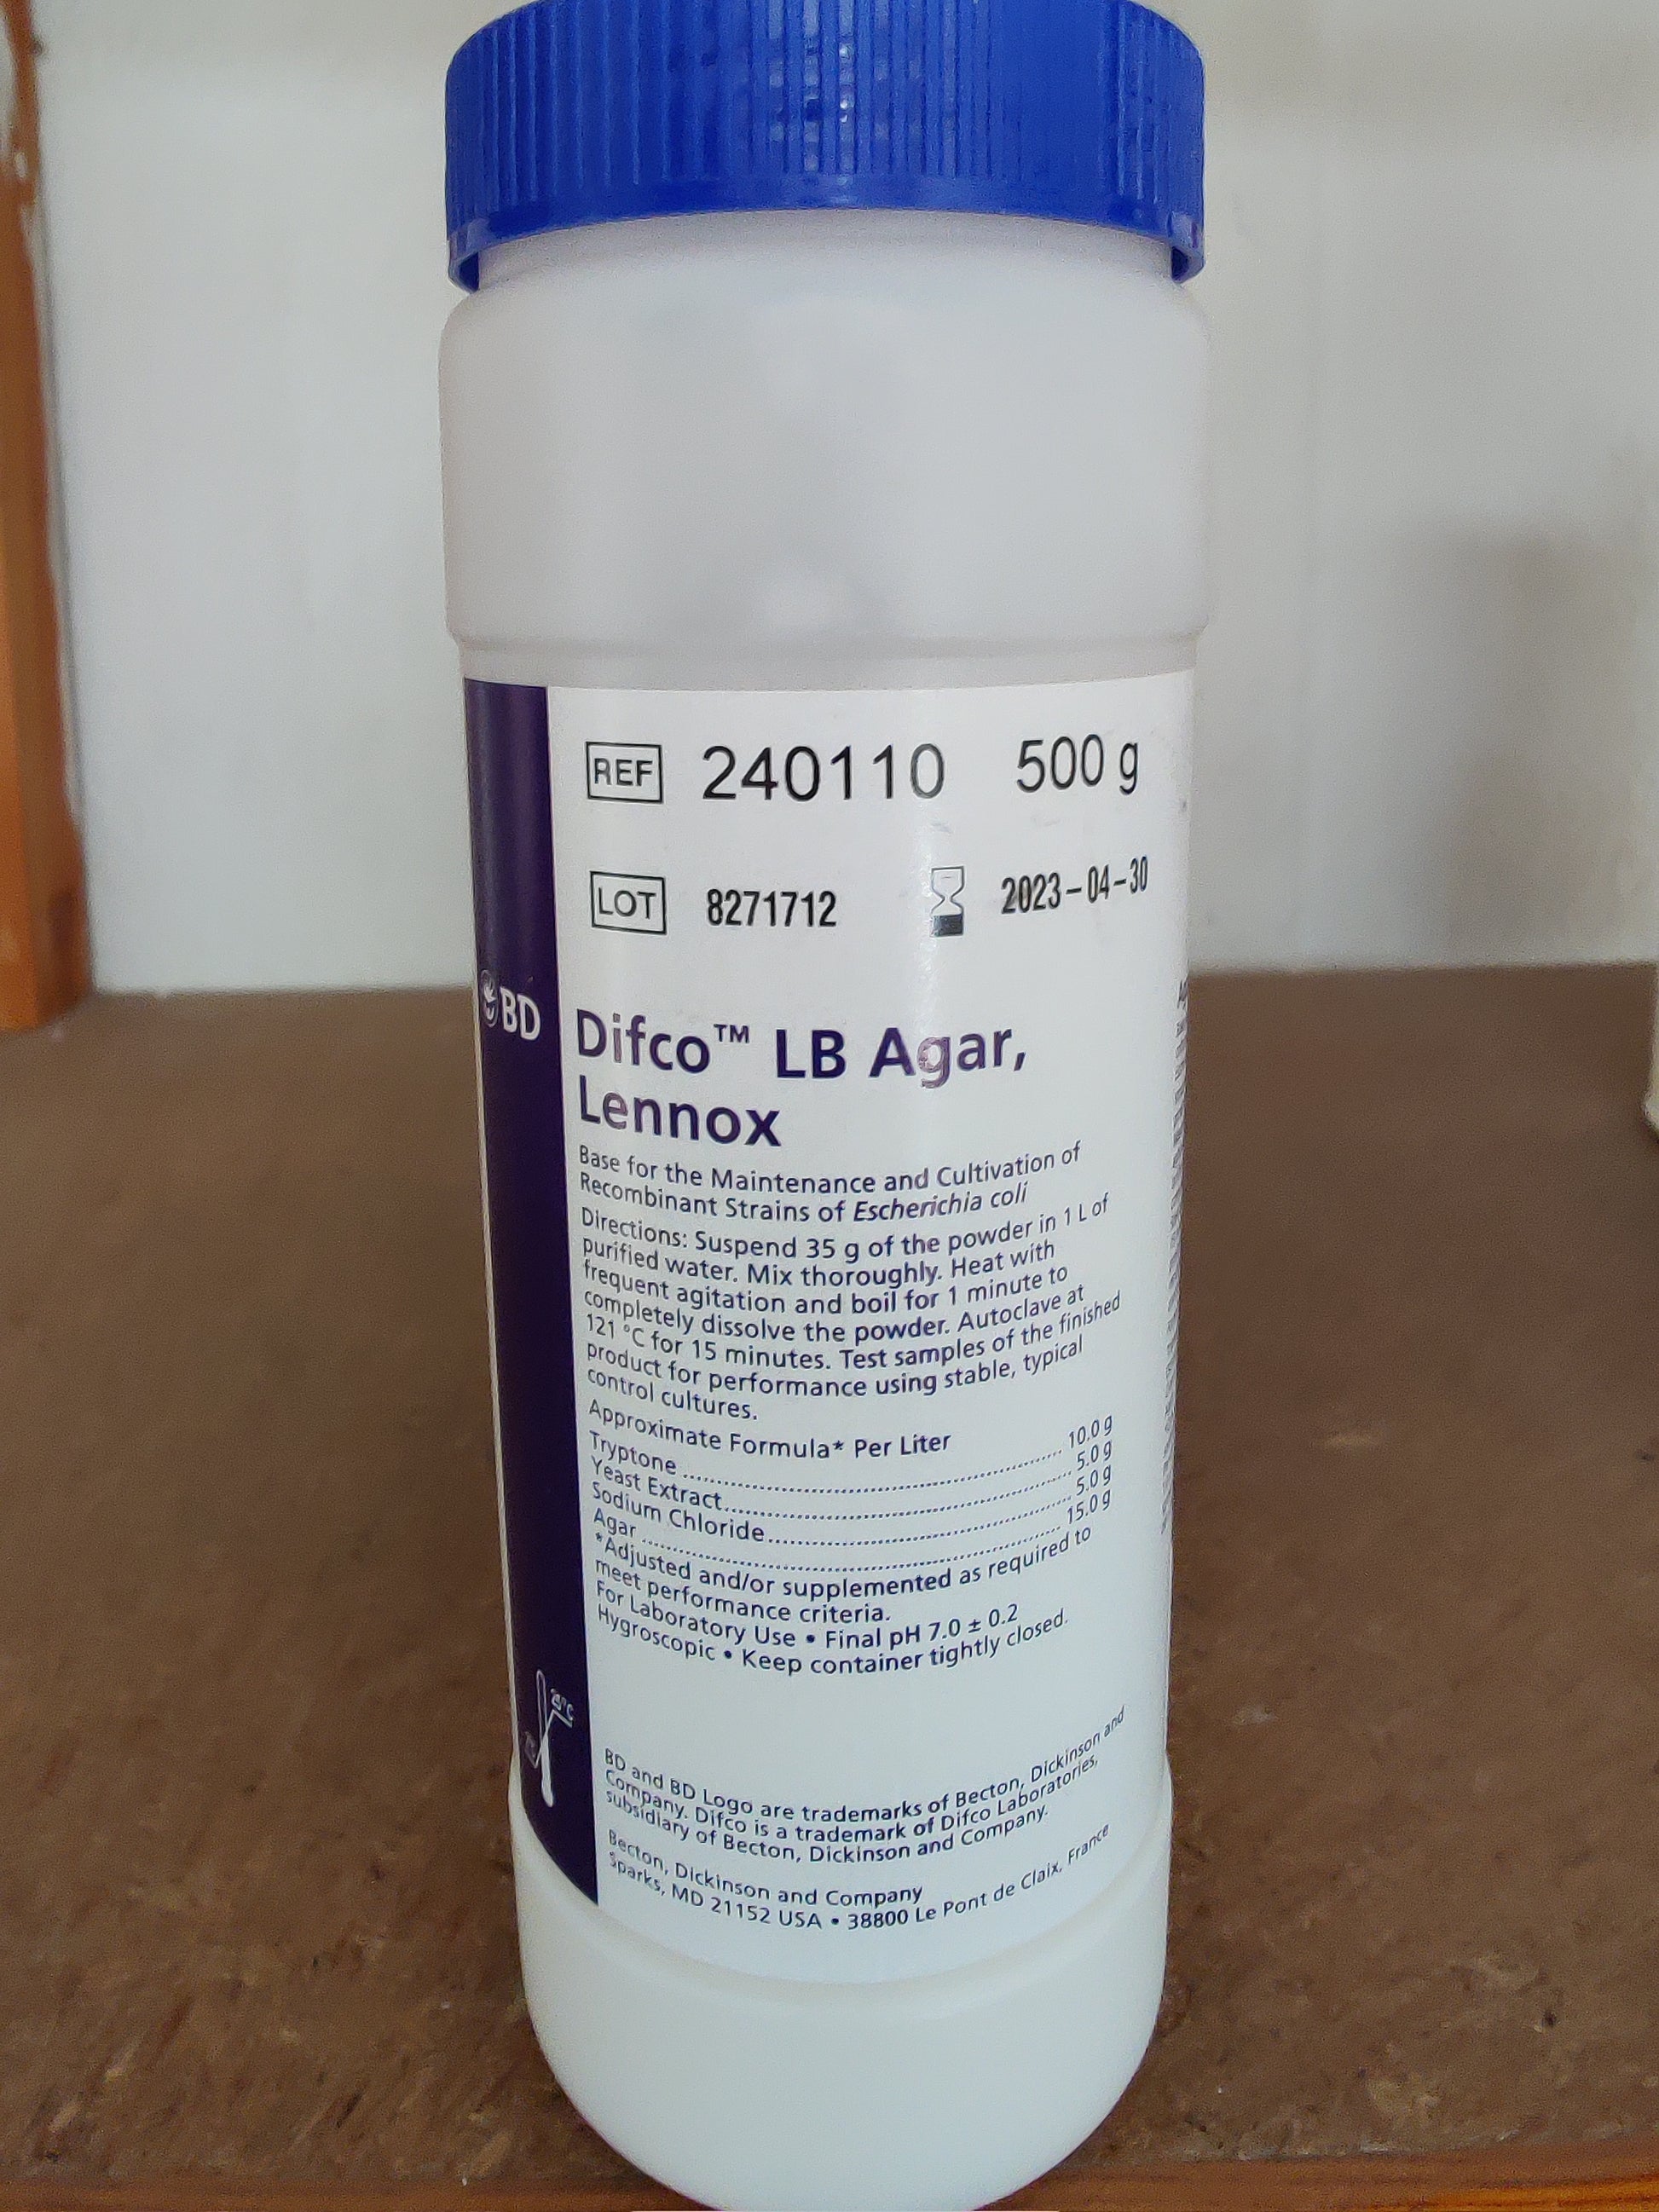 REF 240110 500 g
LOT 8271712 2023-04-30
BD
Difco™ LB Agar,
Lennox
Base for the Maintenance and Cultivation of
Recombinant Strains of Escherichia coli
Directions: Suspend 35 g of the powder in 1 L of
purified water. Mix thoroughly. Heat with
frequent agitation and boil for 1 minute to
completely dissolve the powder. Autoclave at
121 °C for 15 minutes. Test samples of the finished
product for performance using stable, typical
control cultures.
Approximate Formula* Per Liter
Tryptone ........ 10.0 g
Yeast Extract........ 5.0 g
Sodium Chloride........ 5.0 g
Agar ........ 15.0 g
*Adjusted and/or supplemented as required to
meet performance criteria.
For Laboratory Use • Final pH 7.0 ± 0.2
Hygroscopic • Keep container tightly closed.
25°C
BD and BD Logo are trademarks of Becton, Dickinson and
Company. Difco is a trademark of Difco Laboratories,
subsidiary of Becton, Dickinson and Company.
Becton, Dickinson and Company
Sparks, MD 21152 USA • 38800 Le Pont de Claix, France